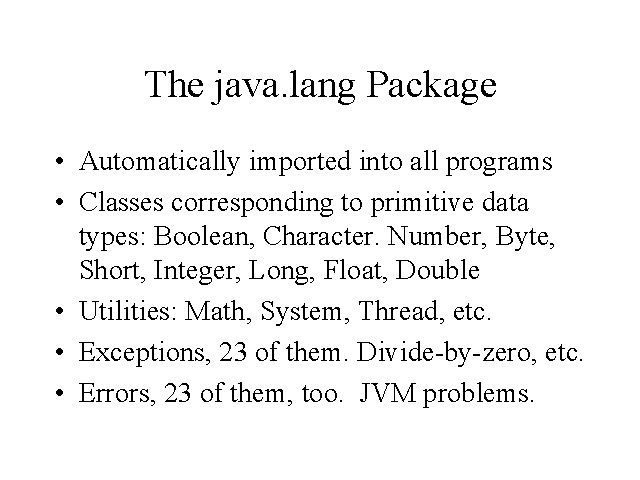 The java.lang Package
• Automatically imported into all programs
• Classes corresponding to primitive data
types: Boolean, Character. Number, Byte,
Short, Integer, Long, Float, Double
• Utilities: Math, System, Thread, etc.
• Exceptions, 23 of them. Divide-by-zero, etc.
• Errors, 23 of them, too.  JVM problems.